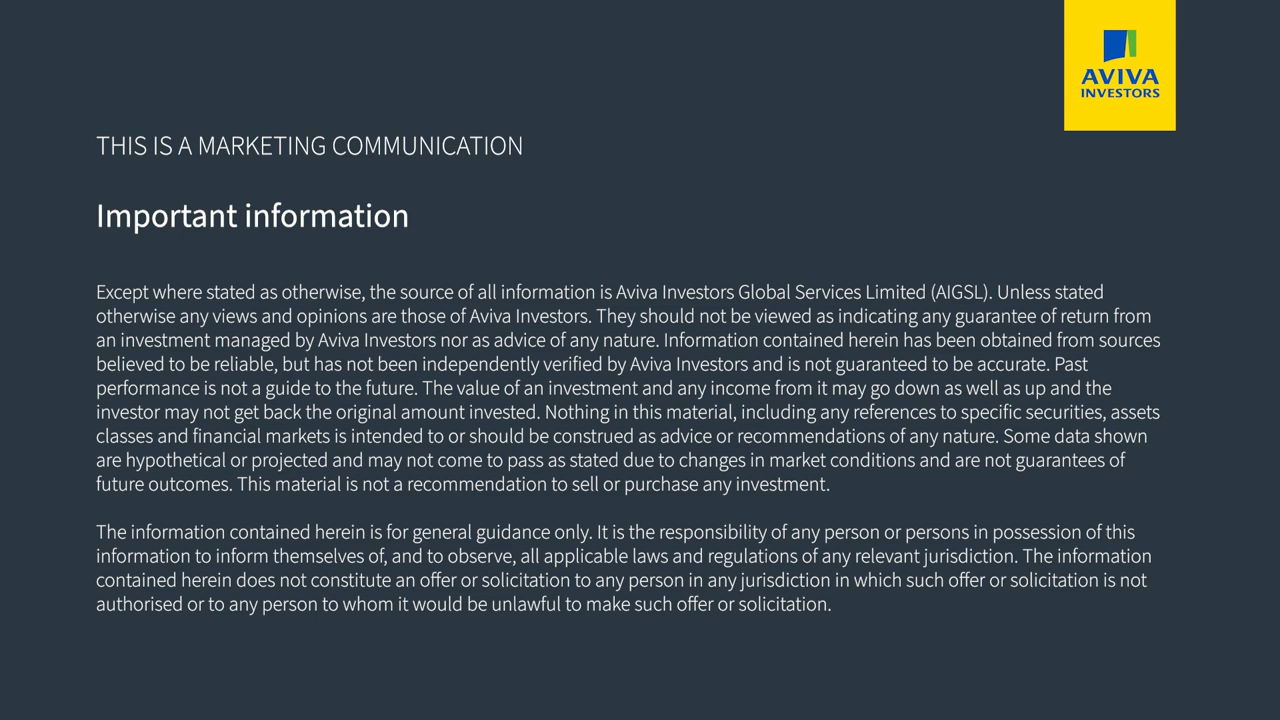 AVIVA
INVESTORS
THIS IS A MARKETING COMMUNICATION
Important information
Except where stated as otherwise, the source of all information is Aviva Investors Global Services Limited (AIGSL). Unless stated
otherwise any views and opinions are those of Aviva Investors. They should not be viewed as indicating any guarantee of return from
an investment managed by Aviva Investors nor as advice of any nature. Information contained herein has been obtained from sources
believed to be reliable, but has not been independently verified by Aviva Investors and is not guaranteed to be accurate. Past
performance is not a guide to the future. The value of an investment and any income from it may go down as well as up and the
investor may not get back the original amount invested. Nothing in this material, including any references to specific securities, assets
classes and financial markets is intended to or should be construed as advice or recommendations of any nature. Some data shown
are hypothetical or projected and may not come to pass as stated due to changes in market conditions and are not guarantees of
future outcomes. This material is not a recommendation to sell or purchase any investment.
The information contained herein is for general guidance only. It is the responsibility of any person or persons in possession of this
information to inform themselves of, and to observe, all applicable laws and regulations of any relevant jurisdiction. The information
contained herein does not constitute an offer or solicitation to any person in any jurisdiction in which such offer or solicitation is not
authorised or to any person to whom it would be unlawful to make such offer or solicitation.